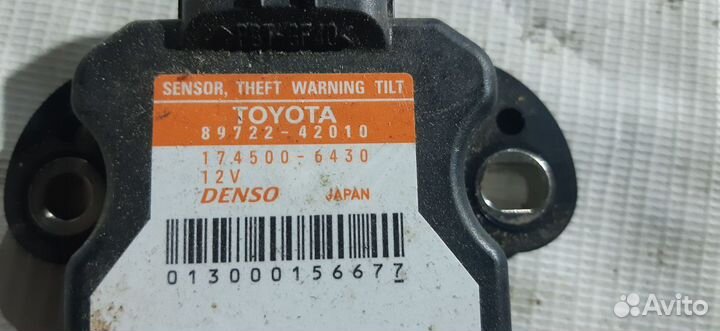 SENSOR, THEFT WARNING TILT
TOYOTA
89722-42010
174500-6430
12V
DENSO JAPAN
013000156677
Avito